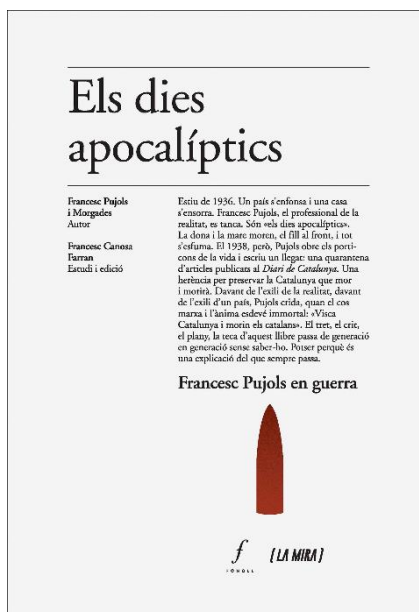 Els dies
apocalíptics
Francesc Pujols
i Morgades
Autor
Francesc Canosa
Farran
Estudi i edició
Estiu de 1936. Un país s'enfonsa i una casa
s'ensorra. Francesc Pujols, el professional de la
realitat, es tanca. Són «els dies apocalíptics».
La dona i la mare moren, el fill al front, i tot
s'esfuma. El 1938, però, Pujols obre els porti-
cons de la vida i escriu un llegat: una quarantena
d'articles publicats al Diari de Catalunya. Una
herència per preservar la Catalunya que mor
i morirà. Davant de l'exili de la realitat, davant
de l'exili d'un país, Pujols crida, quan el cos
marxa i l'ànima esdevé immortal: «Visca
Catalunya i morin els catalans». El tret, el crit,
el plany, la teca d'aquest llibre passa de generació
en generació sense saber-ho. Potser perquè és
una explicació del que sempre passa.
Francesc Pujols en guerra
f
FONOLL
[LA MIRA]